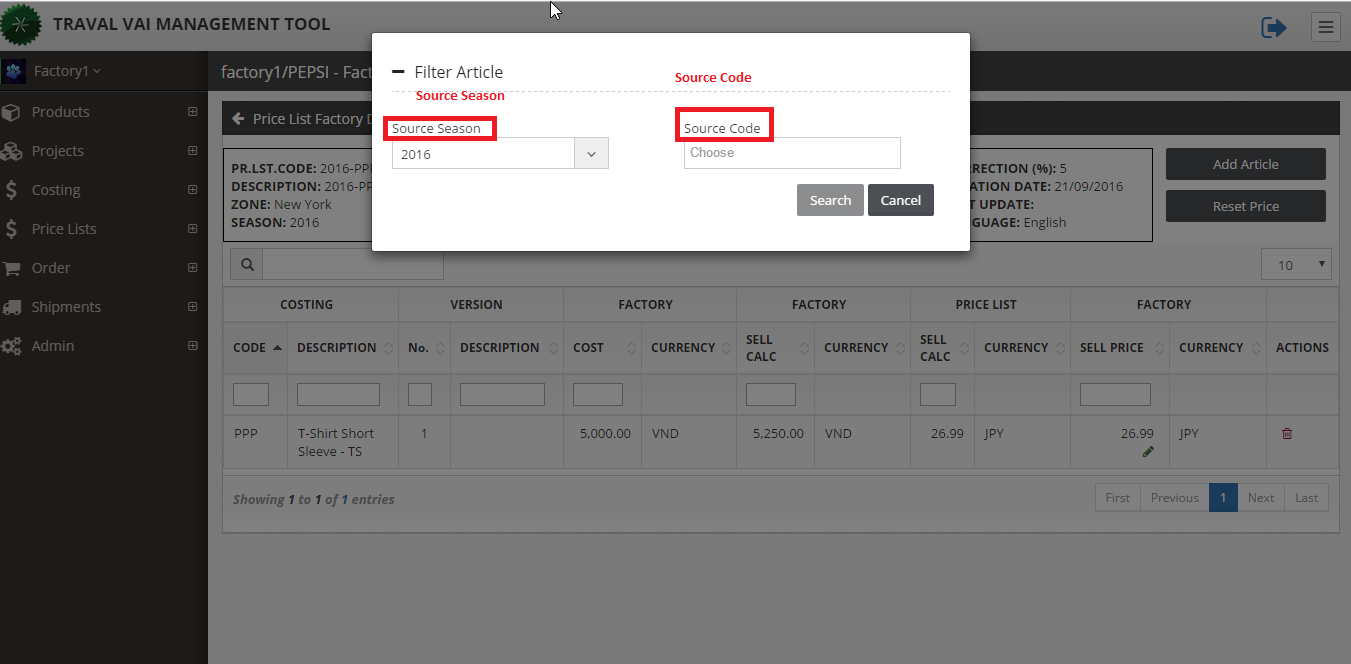 TRAVAL VAI MANAGEMENT TOOL
Factory1
factory1/PEPSI - Fact
Products
Projects
Costing
Price Lists
Order
Shipments
Admin
Filter Article
Source Code
Source Season
Source Season
Source Code
2016
Choose
Search
Cancel
Price List Factory D
PR.LST.CODE: 2016-PP
DESCRIPTION: 2016-PP
ZONE: New York
SEASON: 2016
RRECTION (%): 5
ATION DATE: 21/09/2016
T UPDATE:
GUAGE: English
Add Article
Reset Price
10
COSTING VERSION FACTORY FACTORY PRICE LIST FACTORY
CODE DESCRIPTION No. DESCRIPTION COST CURRENCY SELL CALC CURRENCY SELL CALC CURRENCY SELL PRICE CURRENCY ACTIONS
PPP T-Shirt Short Sleeve - TS 1 5,000.00 VND 5,250.00 VND 26.99 JPY 26.99 JPY
Showing 1 to 1 of 1 entries
First Previous 1 Next Last